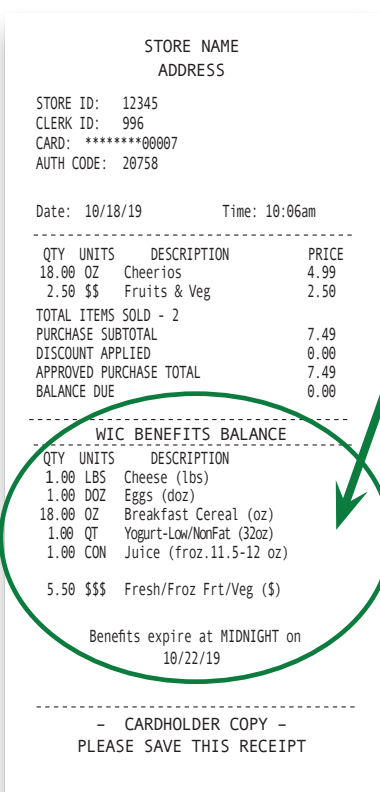 STORE NAME
ADDRESS
STORE ID: 12345
CLERK ID: 996
CARD: ********00007
AUTH CODE: 20758
Date: 10/18/19 Time: 10:06am
QTY UNITS DESCRIPTION PRICE
18.00 OZ Cheerios 4.99
2.50 $$ Fruits & Veg 2.50
TOTAL ITEMS SOLD - 2
PURCHASE SUBTOTAL 7.49
DISCOUNT APPLIED 0.00
APPROVED PURCHASE TOTAL 7.49
BALANCE DUE 0.00
WIC BENEFITS BALANCE
QTY UNITS DESCRIPTION
1.00 LBS Cheese (lbs)
1.00 DOZ Eggs (doz)
18.00 OZ Breakfast Cereal (oz)
1.00 QT Yogurt-Low/NonFat (32oz)
1.00 CON Juice (froz.11.5-12 oz)
5.50 $$$ Fresh/Froz Frt/Veg ($)
Benefits expire at MIDNIGHT on
10/22/19
– CARDHOLDER COPY –
PLEASE SAVE THIS RECEIPT